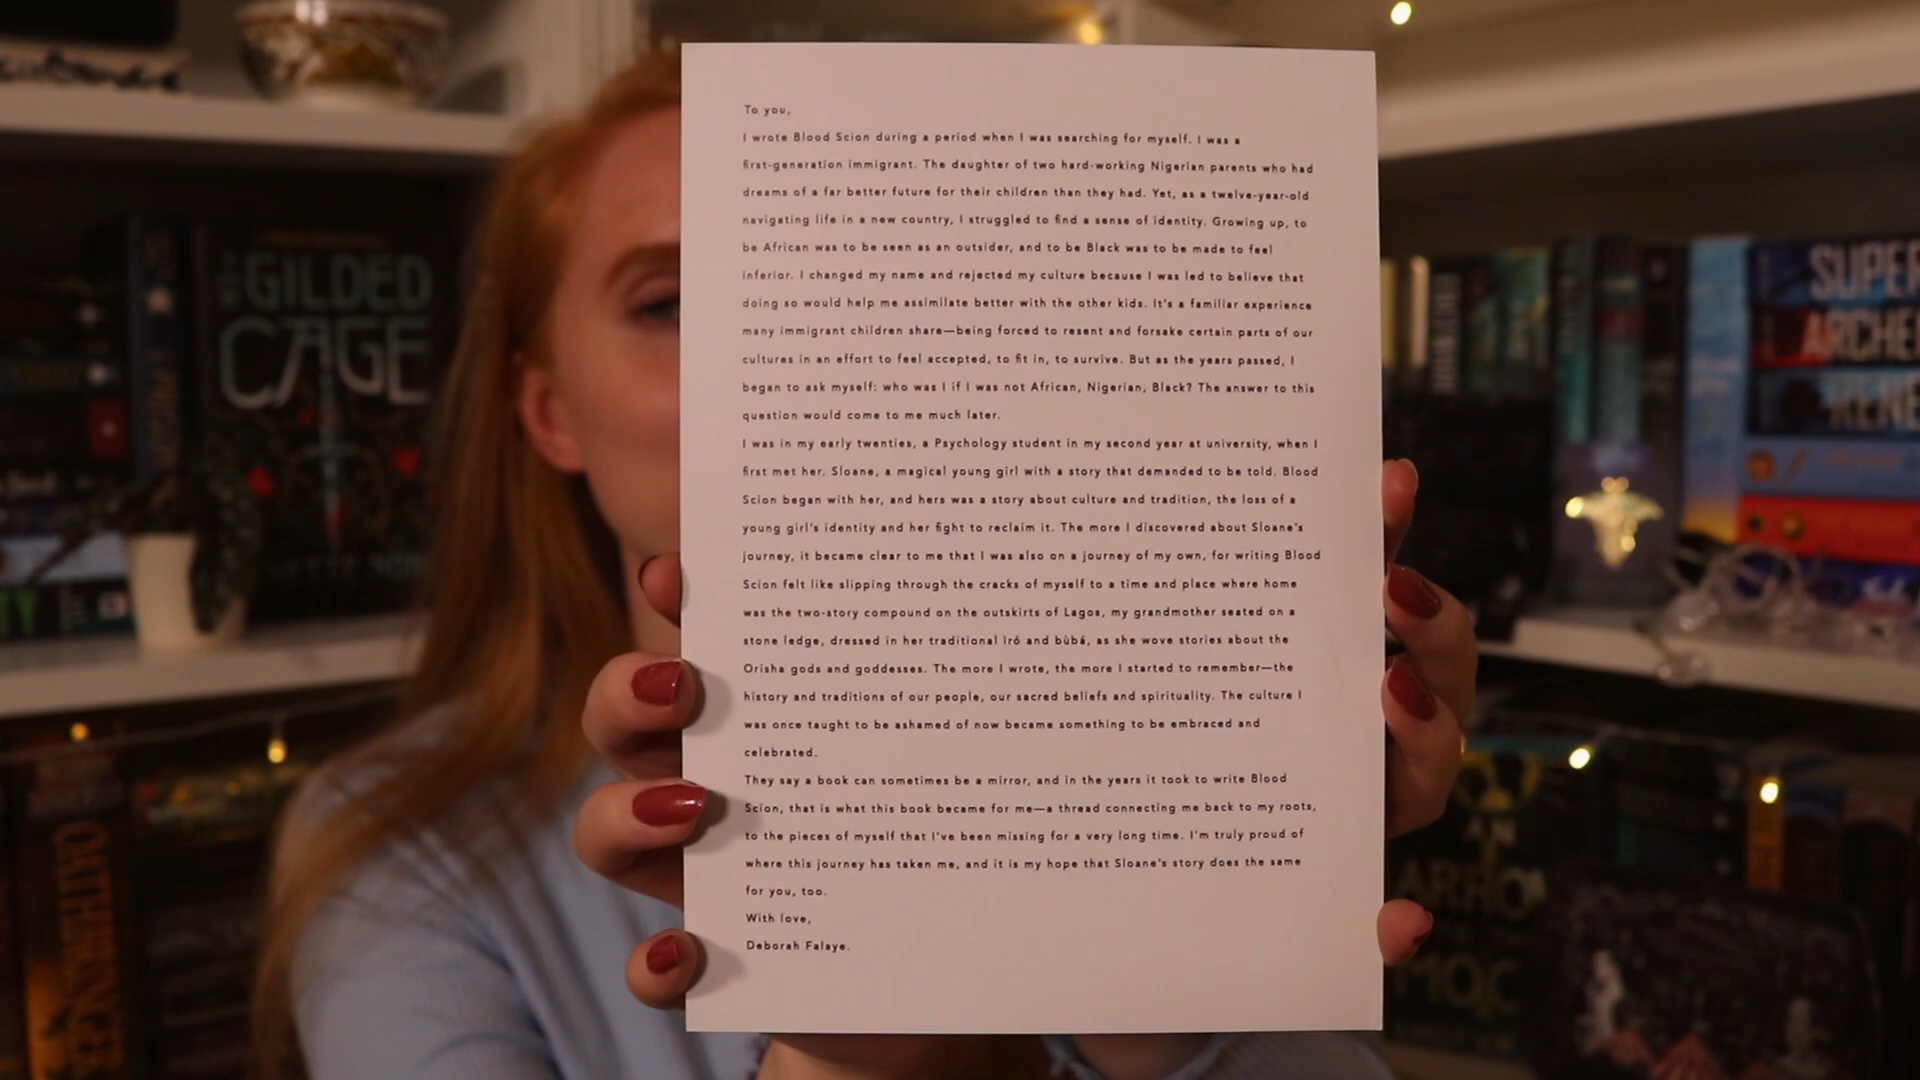 To you,
I wrote Blood Scion during a period when I was searching for myself. I was a
first-generation immigrant. The daughter of two hard-working Nigerian parents who had
dreams of a far better future for their children than they had. Yet, as a twelve-year-old
navigating life in a new country, I struggled to find a sense of identity. Growing up, to
be African was to be seen as an outsider, and to be Black was to be made to feel
inferior. I changed my name and rejected my culture because I was led to believe that
doing so would help me assimilate better with the other kids. It's a familiar experience
many immigrant children share—being forced to resent and forsake certain parts of our
cultures in an effort to feel accepted, to fit in, to survive. But as the years passed, I
began to ask myself: who was I if I was not African, Nigerian, Black? The answer to this
question would come to me much later.
I was in my early twenties, a Psychology student in my second year at university, when I
first met her. Sloane, a magical young girl with a story that demanded to be told. Blood
Scion began with her, and hers was a story about culture and tradition, the loss of a
young girl's identity and her fight to reclaim it. The more I discovered about Sloane's
journey, it became clear to me that I was also on a journey of my own, for writing Blood
Scion felt like slipping through the cracks of myself to a time and place where home
was the two-story compound on the outskirts of Lagos, my grandmother seated on a
stone ledge, dressed in her traditional ìró and bùbá, as she wove stories about the
Orisha gods and goddesses. The more I wrote, the more I started to remember—the
history and traditions of our people, our sacred beliefs and spirituality. The culture I
was once taught to be ashamed of now became something to be embraced and
celebrated.
They say a book can sometimes be a mirror, and in the years it took to write Blood
Scion, that is what this book became for me—a thread connecting me back to my roots,
to the pieces of myself that I've been missing for a very long time. I'm truly proud of
where this journey has taken me, and it is my hope that Sloane's story does the same
for you, too.
With love,
Deborah Falaye.
GILDED
CAGE
SUPER
ARCHE
RENE
AN
ARRO
MOC